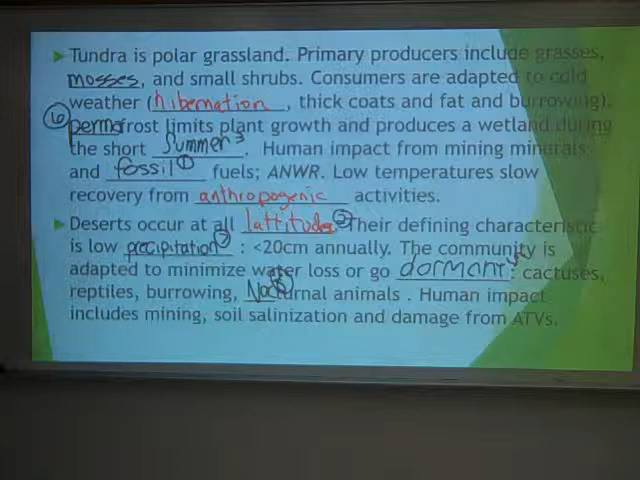 Tundra is polar grassland. Primary producers include grasses,
mosses, and small shrubs. Consumers are adapted to cold
weather (hibernation, thick coats and fat and burrowing).
6 permafrost limits plant growth and produces a wetland during
the short Summer 3. Human impact from mining minerals
and fossil 1 fuels; ANWR. Low temperatures slow
recovery from anthropogenic activities.
Deserts occur at all lattitudes. Their defining characteristic
is low precipitation : <20cm annually. The community is
adapted to minimize water loss or go dormant: cactuses,
reptiles, burrowing, Nocturnal animals. Human impact
includes mining, soil salinization and damage from ATVs.